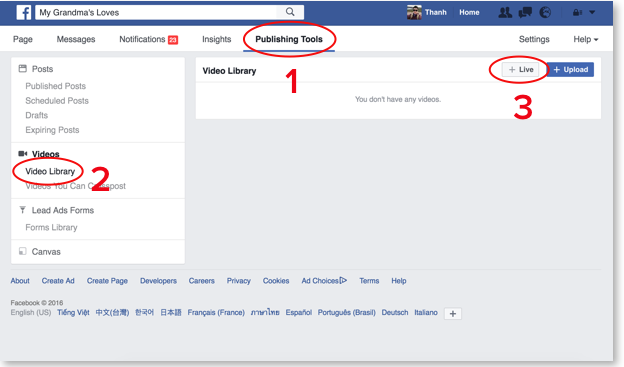 f My Grandma's Loves Thanh Home
Page Messages Notifications 23 Insights Publishing Tools Settings Help
1
Posts
Published Posts
Scheduled Posts
Drafts
Expiring Posts
Videos
Video Library
2
Videos You Can Crosspost
Lead Ads Forms
Forms Library
Canvas
Video Library + Live + Upload
3
You don't have any videos.
About Create Ad Create Page Developers Careers Privacy Cookies Ad Choices Terms Help
Facebook © 2016
English (US) Tiếng Việt 中文(台灣) 한국어 日本語 Français (France) ภาษาไทย Español Português (Brasil) Deutsch Italiano +